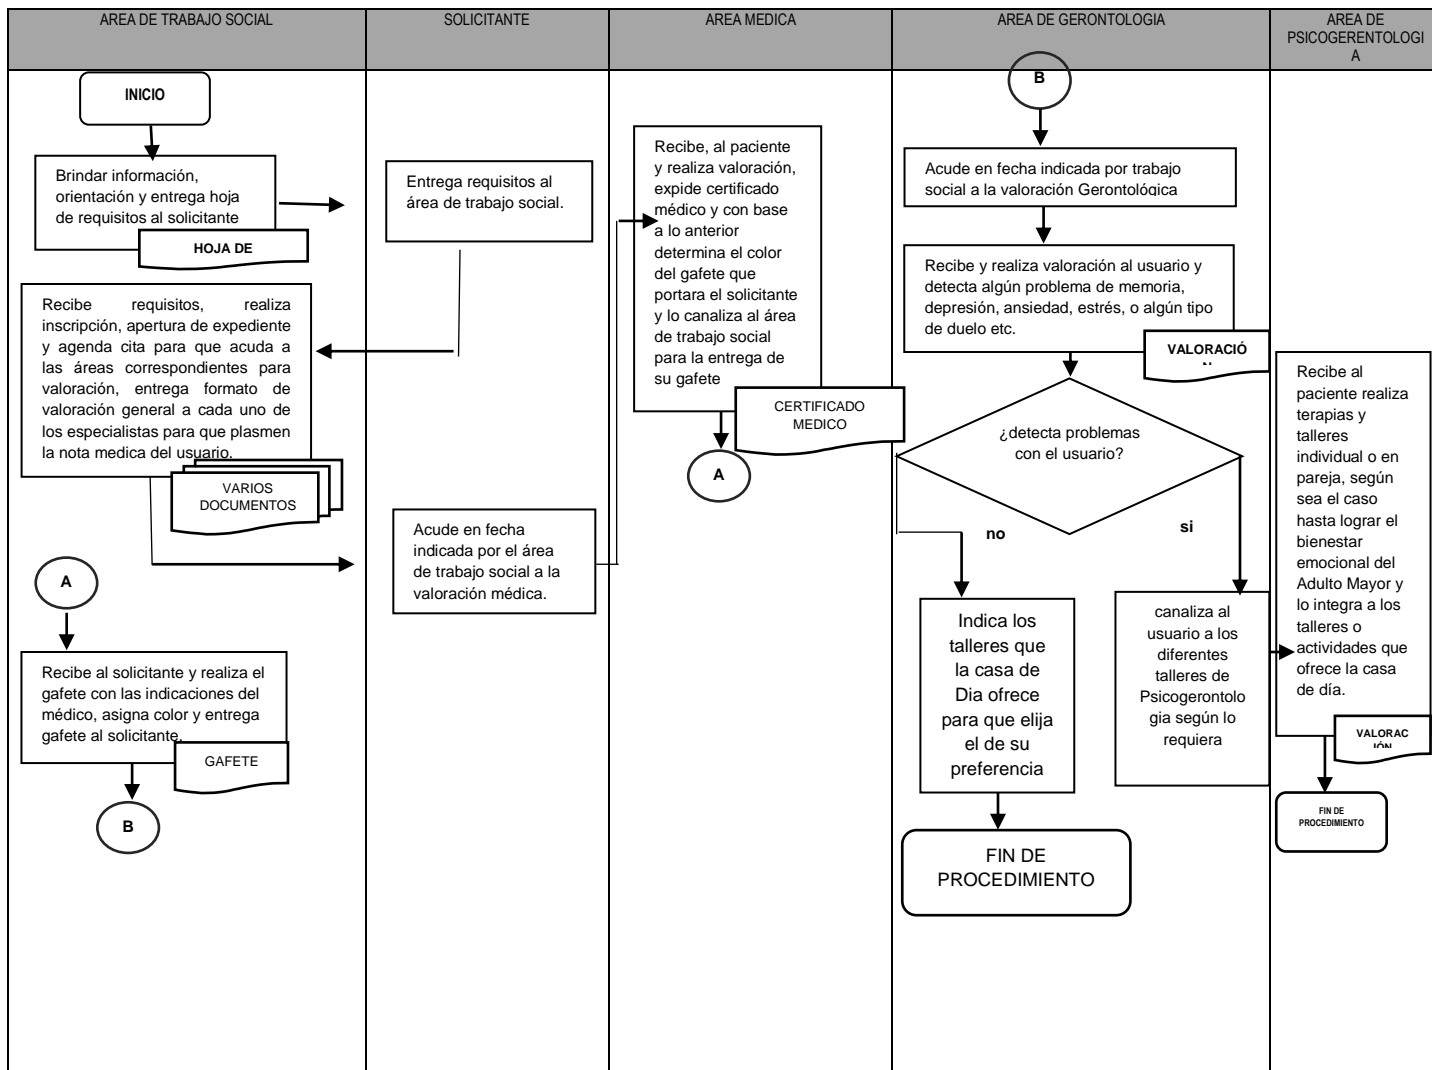 AREA DE TRABAJO SOCIAL
SOLICITANTE
AREA MEDICA
AREA DE GERONTOLOGIA
AREA DE
PSICOGERENTOLOGI
A
INICIO
Brindar información,
orientación y entrega hoja
de requisitos al solicitante
HOJA DE
Recibe requisitos, realiza
inscripción, apertura de expediente
y agenda cita para que acuda a
las áreas correspondientes para
valoración, entrega formato de
valoración general a cada uno de
los especialistas para que plasmen
la nota medica del usuario.
VARIOS
DOCUMENTOS
A
Recibe al solicitante y realiza el
gafete con las indicaciones del
médico, asigna color y entrega
gafete al solicitante.
GAFETE
B
Entrega requisitos al
área de trabajo social.
Acude en fecha
indicada por el área
de trabajo social a la
valoración médica.
Recibe, al paciente
y realiza valoración,
expide certificado
médico y con base
a lo anterior
determina el color
del gafete que
portara el solicitante
y lo canaliza al área
de trabajo social
para la entrega de
su gafete
CERTIFICADO
MEDICO
A
B
Acude en fecha indicada por trabajo
social a la valoración Gerontológica
Recibe y realiza valoración al usuario y
detecta algún problema de memoria,
depresión, ansiedad, estrés, o algún tipo
de duelo etc.
VALORACIÓ
N
¿detecta problemas
con el usuario?
no
si
Indica los
talleres que
la casa de
Dia ofrece
para que elija
el de su
preferencia
FIN DE
PROCEDIMIENTO
canaliza al
usuario a los
diferentes
talleres de
Psicogerontolo
gia según lo
requiera
Recibe al
paciente realiza
terapias y
talleres
individual o en
pareja, según
sea el caso
hasta lograr el
bienestar
emocional del
Adulto Mayor y
lo integra a los
talleres o
actividades que
ofrece la casa
de día.
VALORAC
IÓN
FIN DE
PROCEDIMIENTO